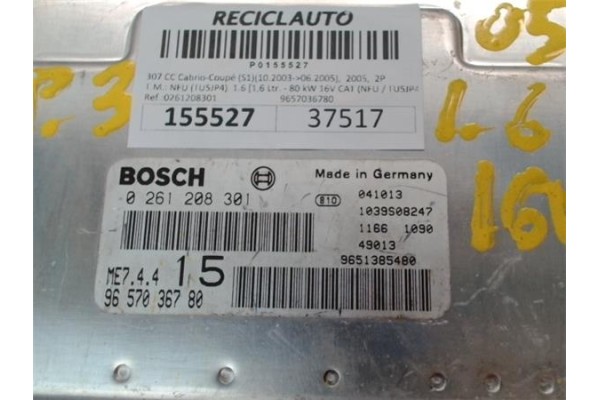 RECICLAUTO
P0155527
307 CC Cabrio-Coupé (S1)(10.2003->06.2005), 2005, 2P
T.M.: NFU (TU5JP4) 1.6 [1.6 Ltr. - 80 kW 16V CAT (NFU / TU5JP4
Ref. 0261208301 9657036780
155527 37517
05
.3
1.6
16V
BOSCH
Made in Germany
0 261 208 301
e10
041013
1039S08247
1166 1090
49013
9651385480
ME7.4.4 15
96 570 367 80